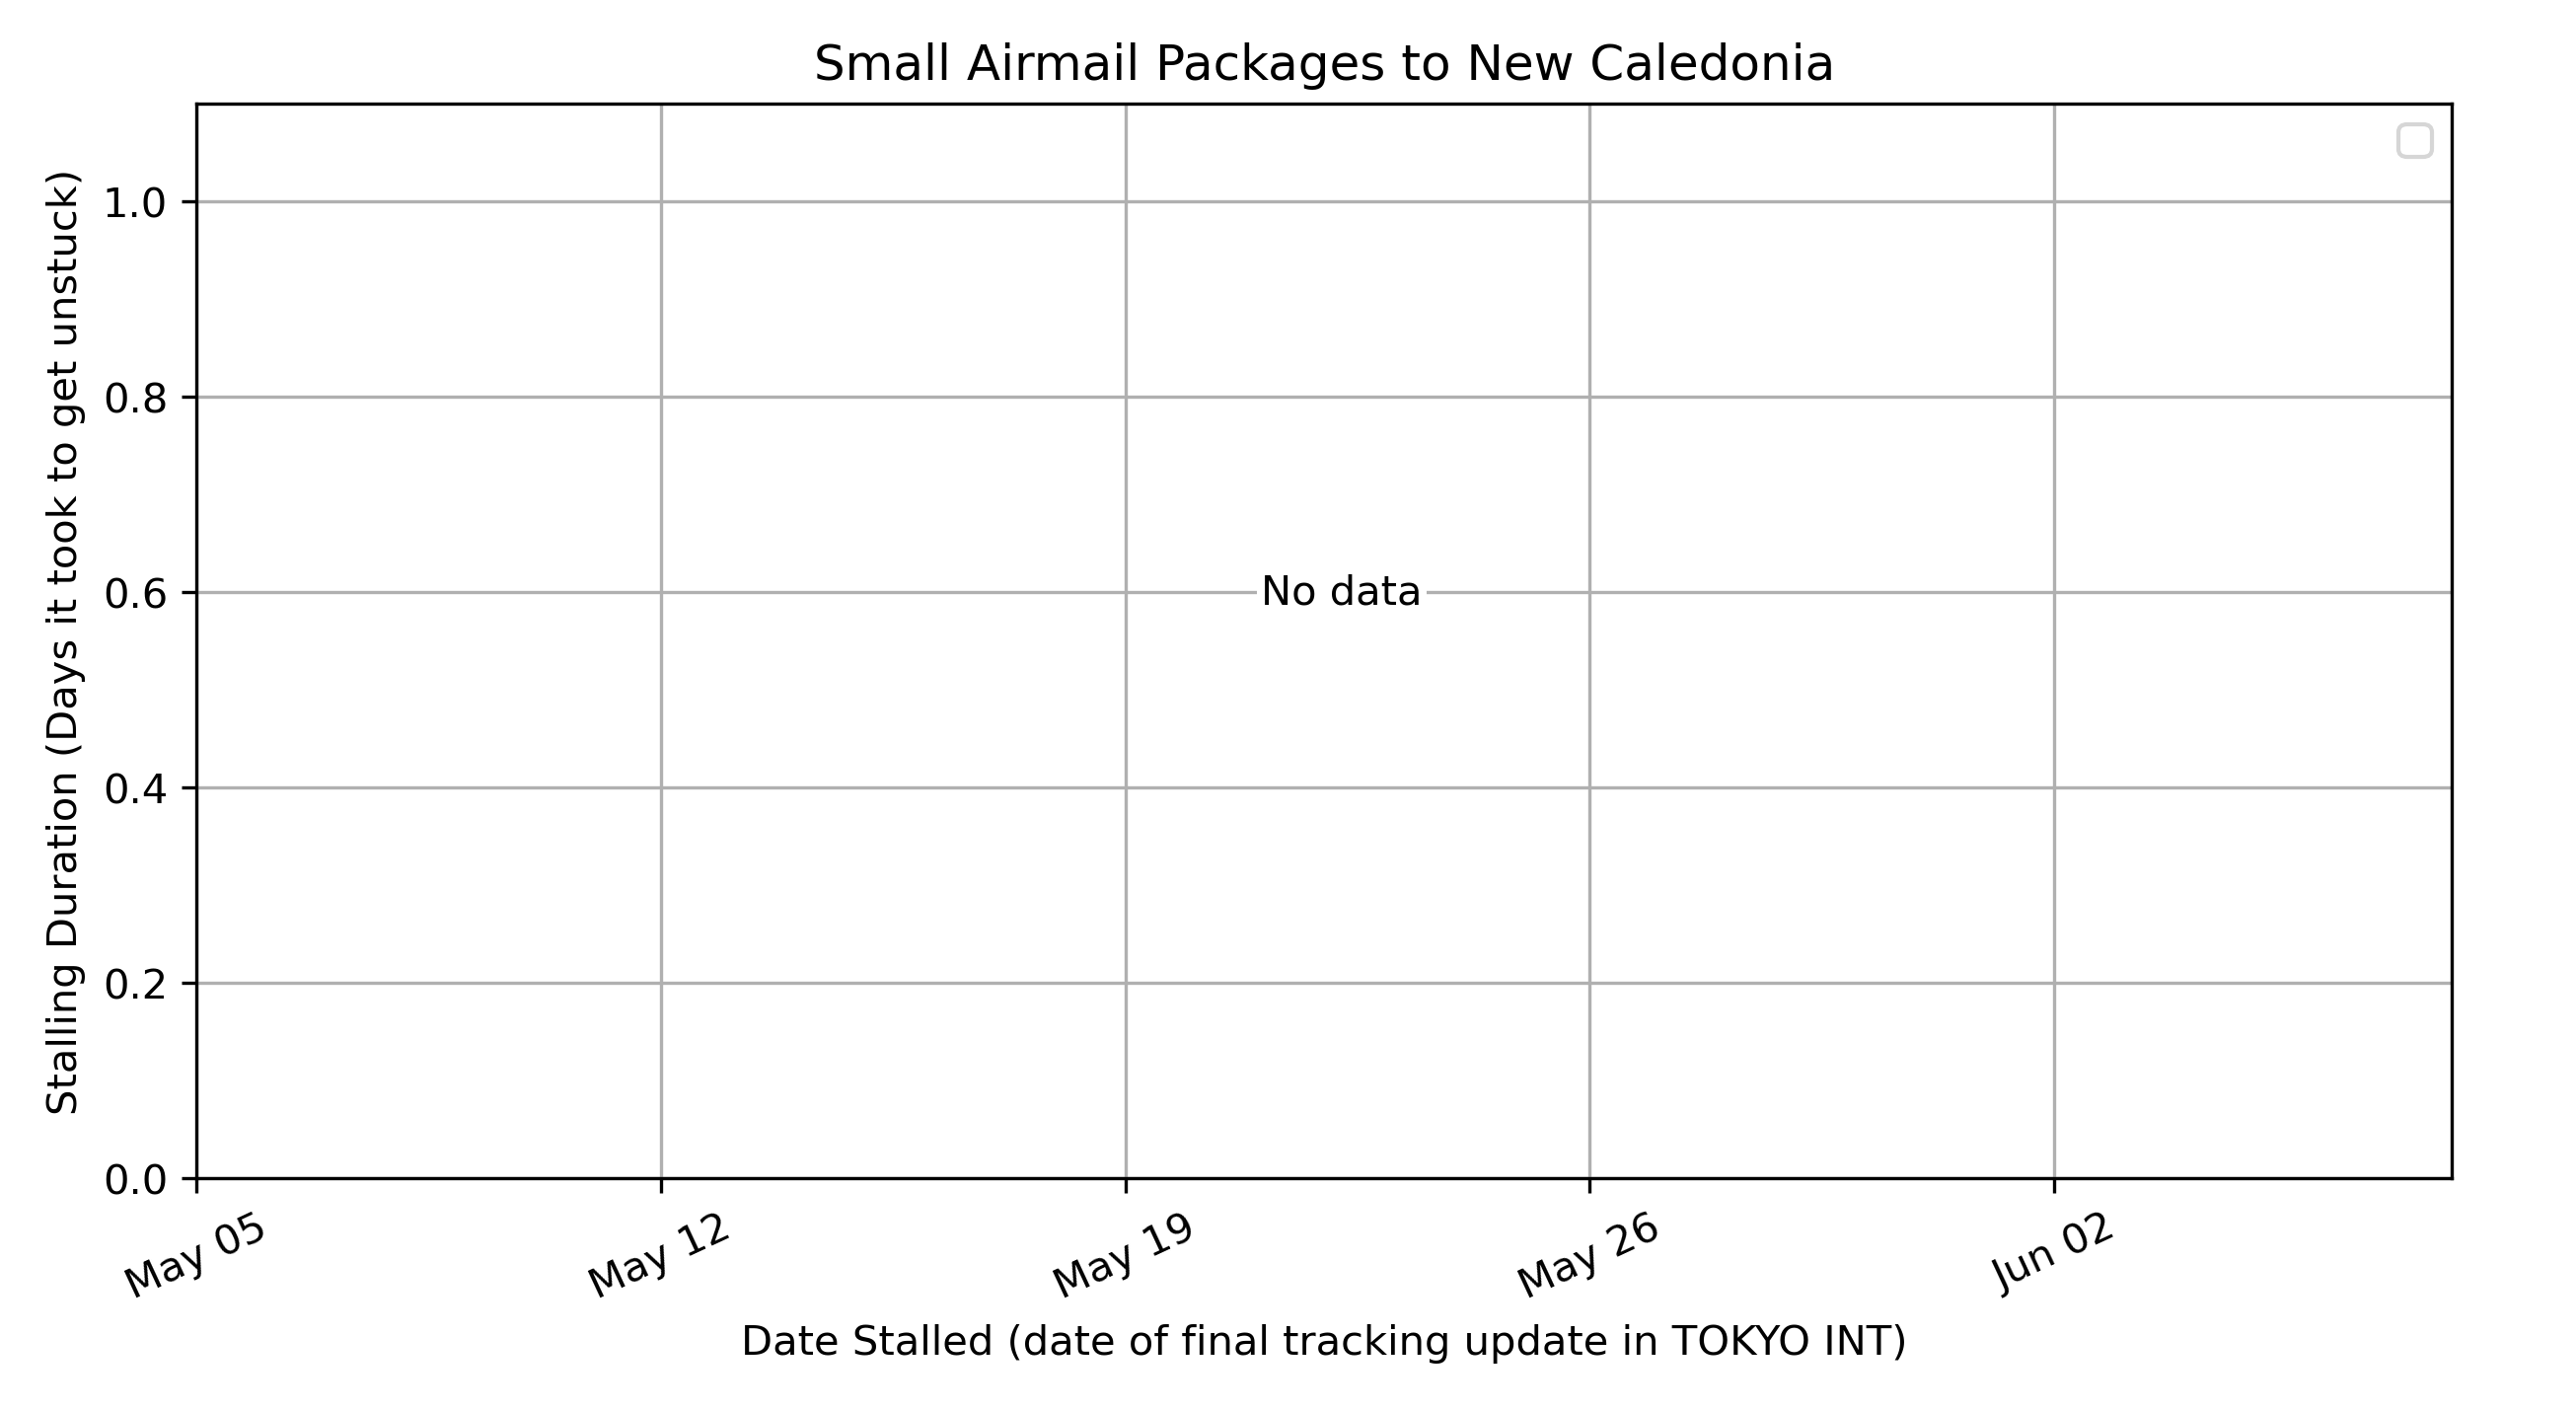 Small Airmail Packages to New Caledonia
Stalling Duration (Days it took to get unstuck)
1.0
0.8
0.6
0.4
0.2
0.0
No data
May 05
May 12
May 19
May 26
Jun 02
Date Stalled (date of final tracking update in TOKYO INT)